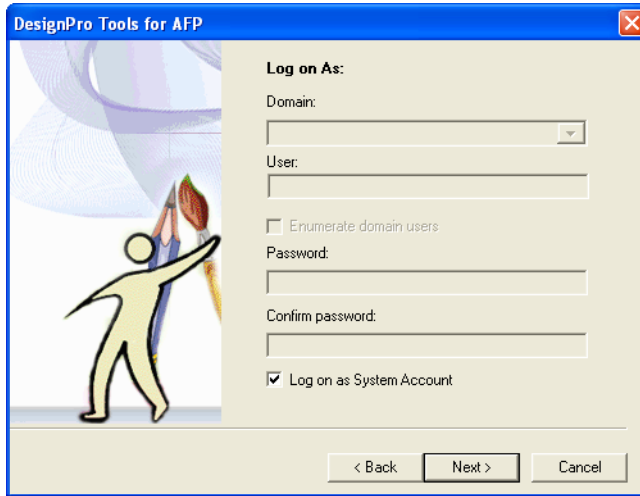 DesignPro Tools for AFP
Log on As:
Domain:
User:
Enumerate domain users
Password:
Confirm password:
Log on as System Account
< Back Next > Cancel